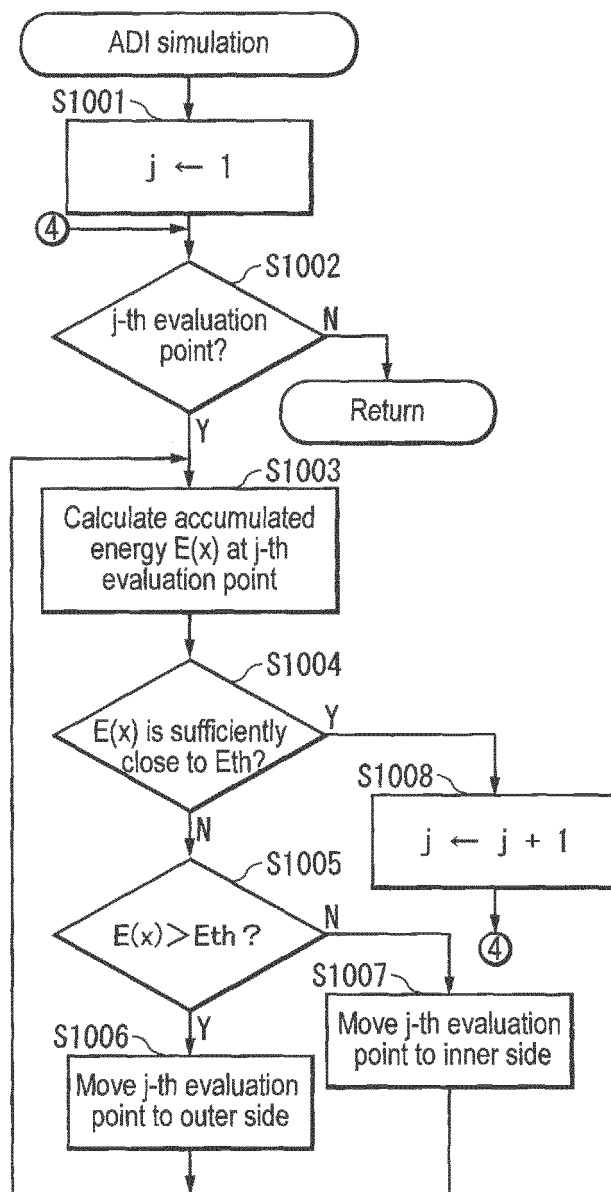 ADI simulation
S1001
j ← 1
④
S1002
j-th evaluation
point?
N
Return
Y
S1003
Calculate accumulated
energy E(x) at j-th
evaluation point
S1004
E(x) is sufficiently
close to Eth?
Y
S1008
j ← j + 1
④
N
S1005
E(x)>Eth ?
N
S1007
Move j-th evaluation
point to inner side
Y
S1006
Move j-th evaluation
point to outer side